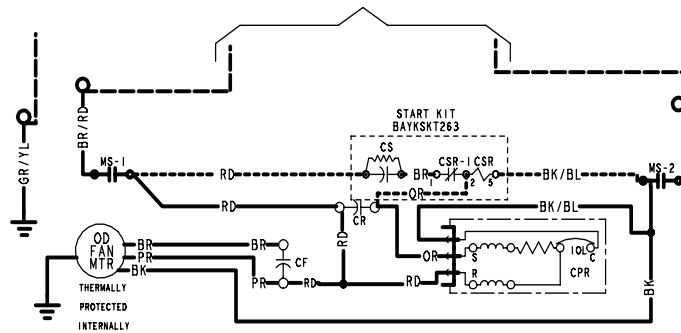 START KIT
BAYKSKT263
CS
BR/RD
GR/YL
MS-1
RD
BR
CSR-1
CSR
2
5
BK/BL
MS-2
OR
RD
CR
BK/BL
OD
FAN
MTR
BR
PR
BK
BR
CF
PR
RD
RD
OR
RD
S
R
IOL
C
CPR
BK
THERMALLY
PROTECTED
INTERNALLY